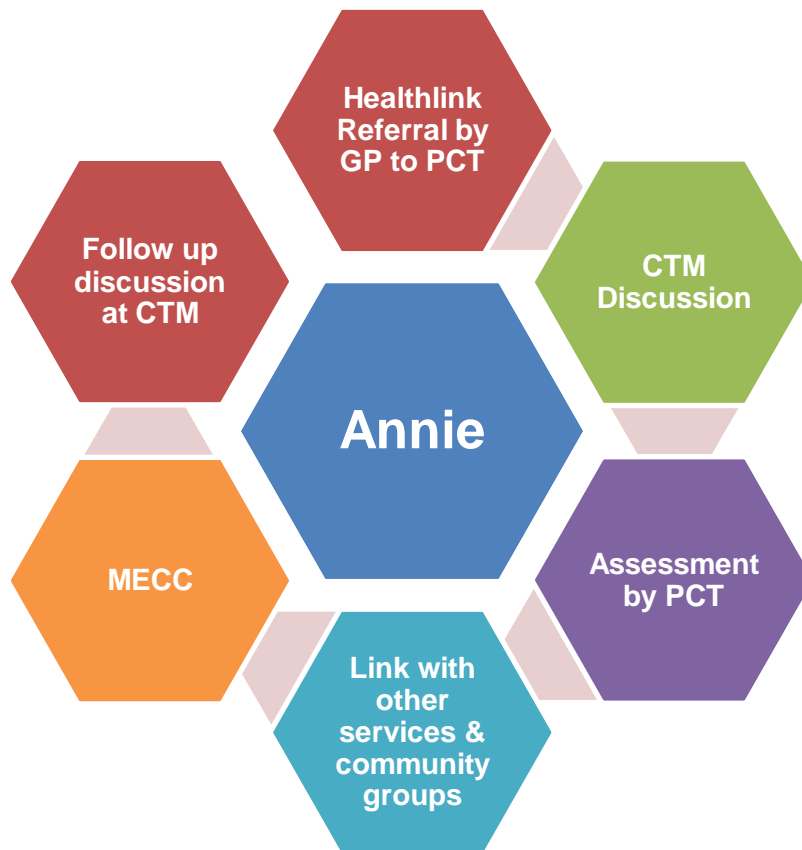 Healthlink
Referral by
GP to PCT
CTM
Discussion
Assessment
by PCT
Link with
other
services &
community
groups
MECC
Follow up
discussion
at CTM
Annie